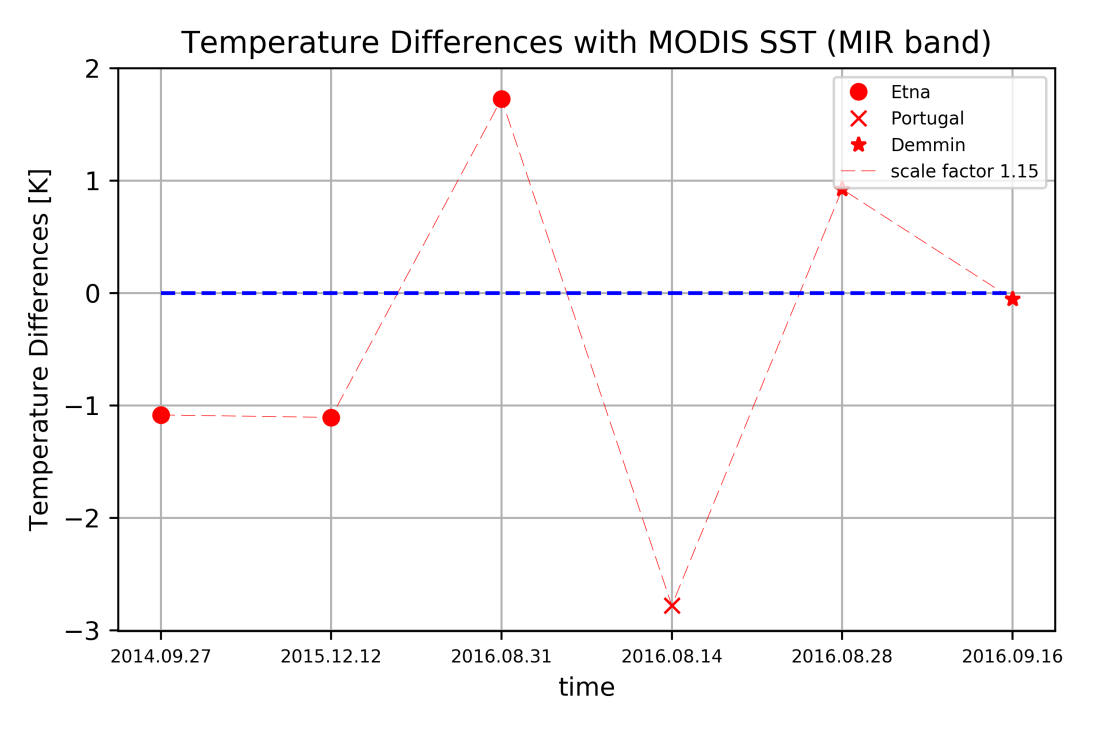 Temperature Differences with MODIS SST (MIR band)
2
1
0
−1
−2
−3
Temperature Differences [K]
Etna
Portugal
Demmin
scale factor 1.15
2014.09.27 2015.12.12 2016.08.31 2016.08.14 2016.08.28 2016.09.16
time